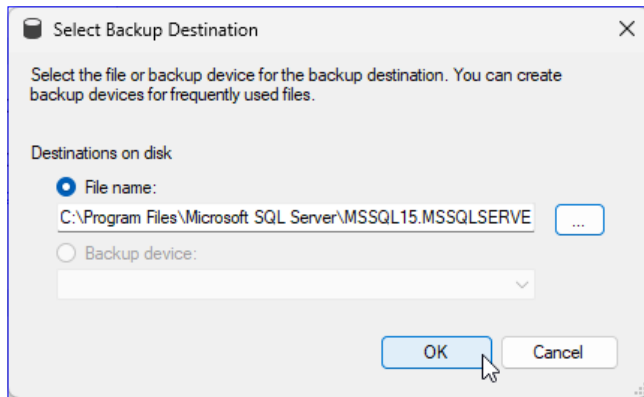 Select Backup Destination
Select the file or backup device for the backup destination. You can create
backup devices for frequently used files.
Destinations on disk
File name:
C:\Program Files\Microsoft SQL Server\MSSQL15.MSSQLSERVE
...
Backup device:
OK
Cancel